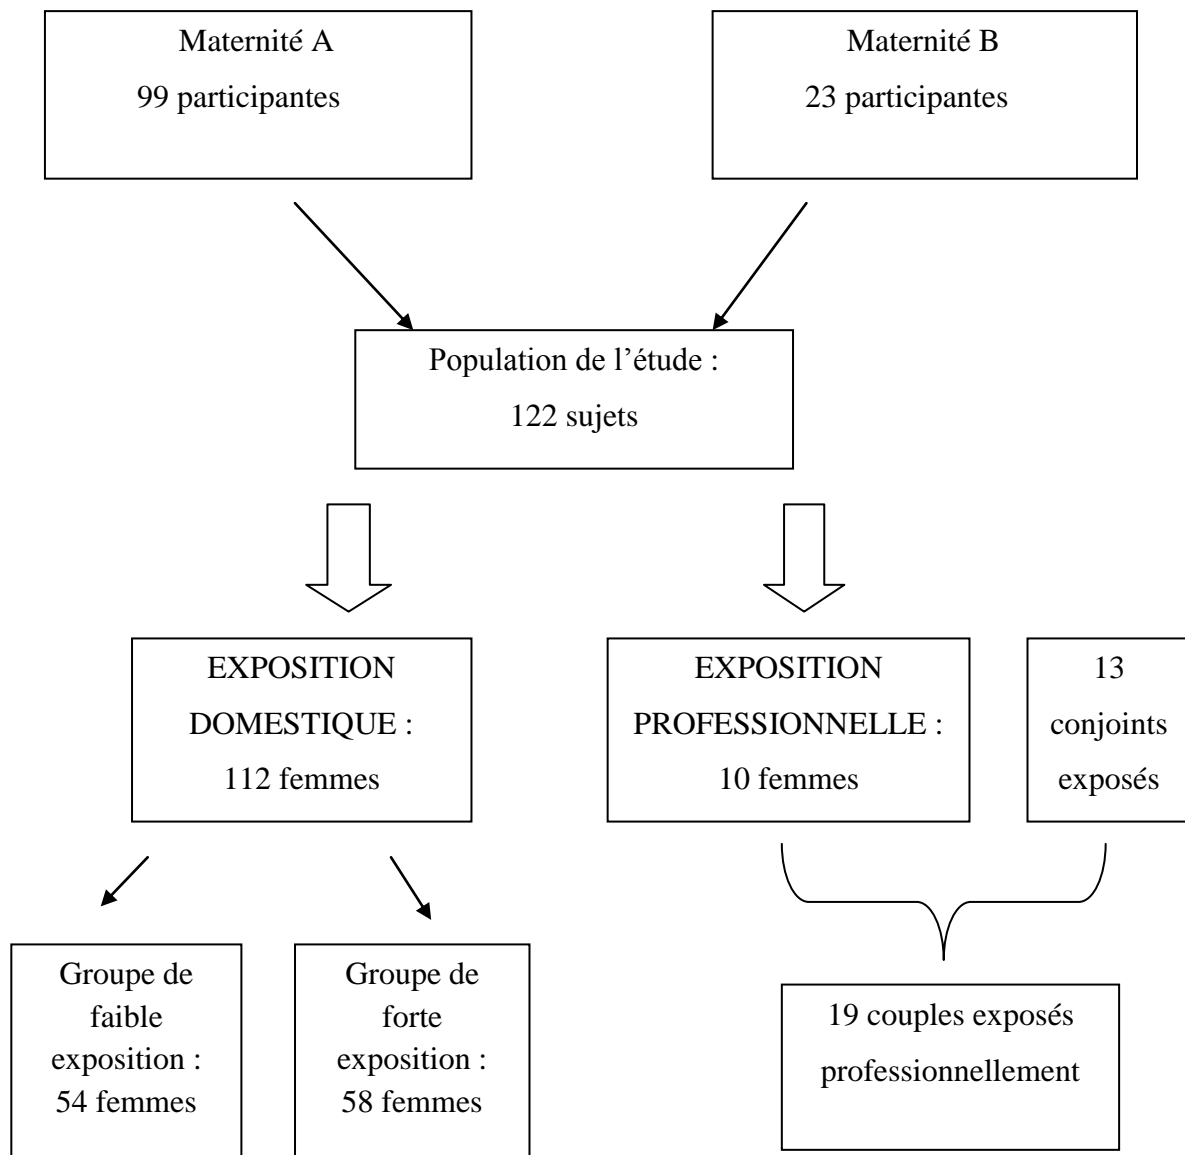 Maternité A
99 participantes
Maternité B
23 participantes
Population de l’étude :
122 sujets
EXPOSITION
DOMESTIQUE :
112 femmes
EXPOSITION
PROFESSIONNELLE :
10 femmes
13
conjoints
exposés
Groupe de
faible
exposition :
54 femmes
Groupe de
forte
exposition :
58 femmes
19 couples exposés
professionnellement